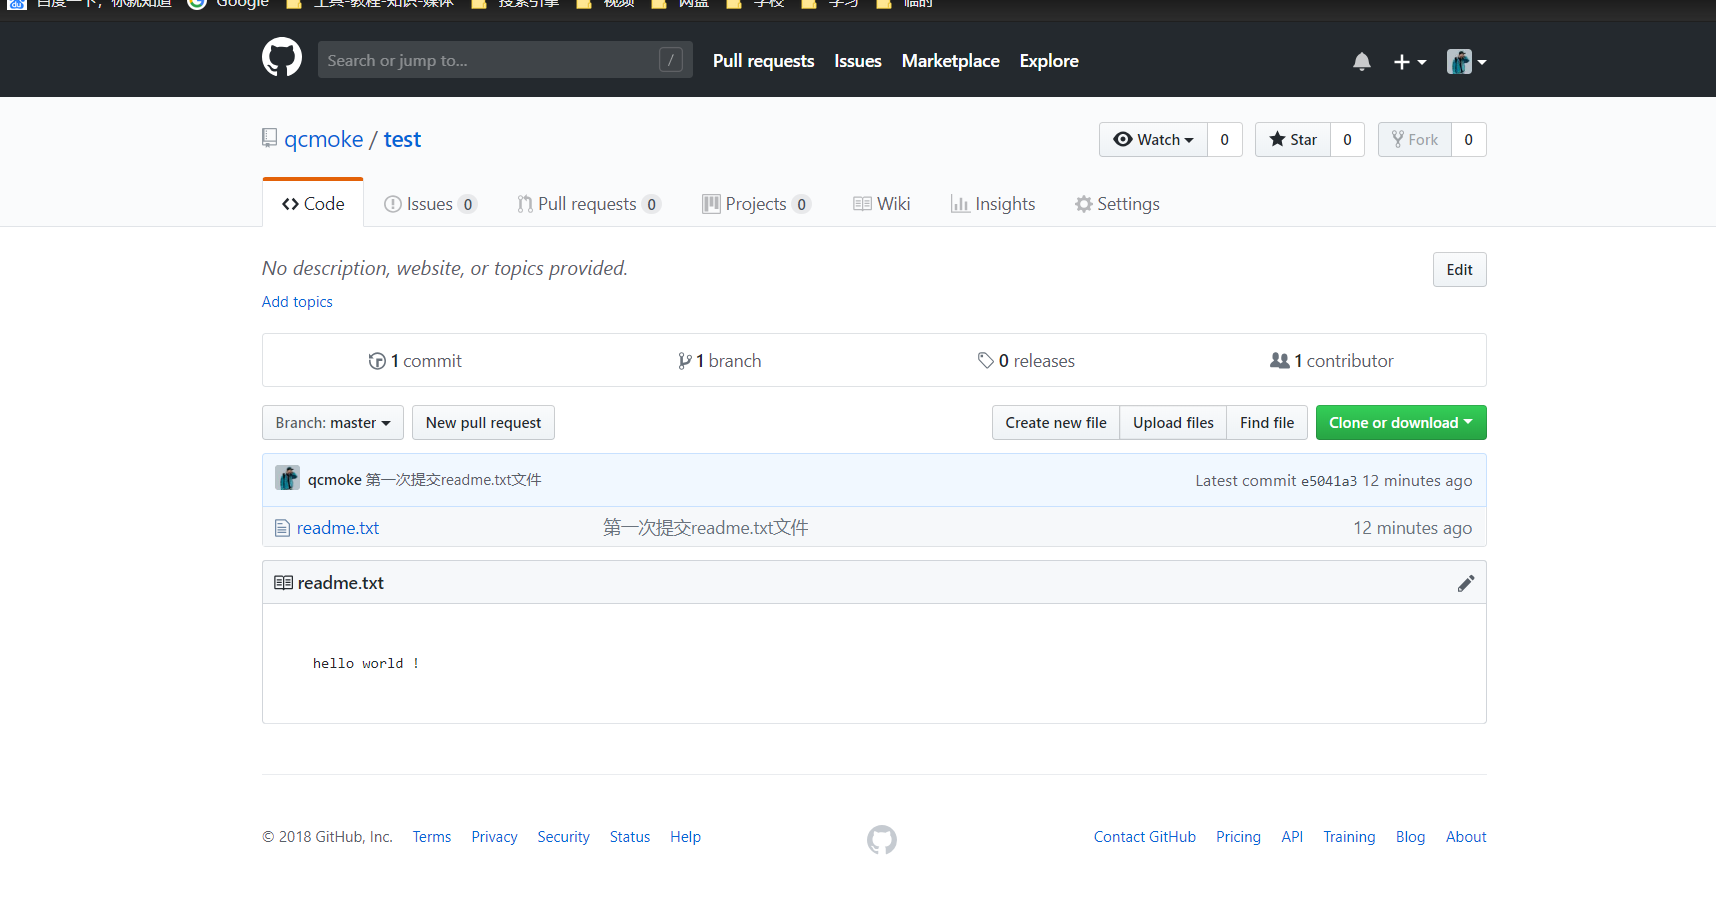 百度一下，你就知道 Google 工具-教程-知识-媒体 搜索引擎 视频 网盘 学校 学习 临时
Search or jump to... / Pull requests Issues Marketplace Explore
qcmoke / test Watch 0 Star 0 Fork 0
Code Issues 0 Pull requests 0 Projects 0 Wiki Insights Settings
No description, website, or topics provided. Edit
Add topics
1 commit 1 branch 0 releases 1 contributor
Branch: master New pull request Create new file Upload files Find file Clone or download
qcmoke 第一次提交readme.txt文件 Latest commit e5041a3 12 minutes ago
readme.txt 第一次提交readme.txt文件 12 minutes ago
readme.txt
hello world !
© 2018 GitHub, Inc. Terms Privacy Security Status Help Contact GitHub Pricing API Training Blog About